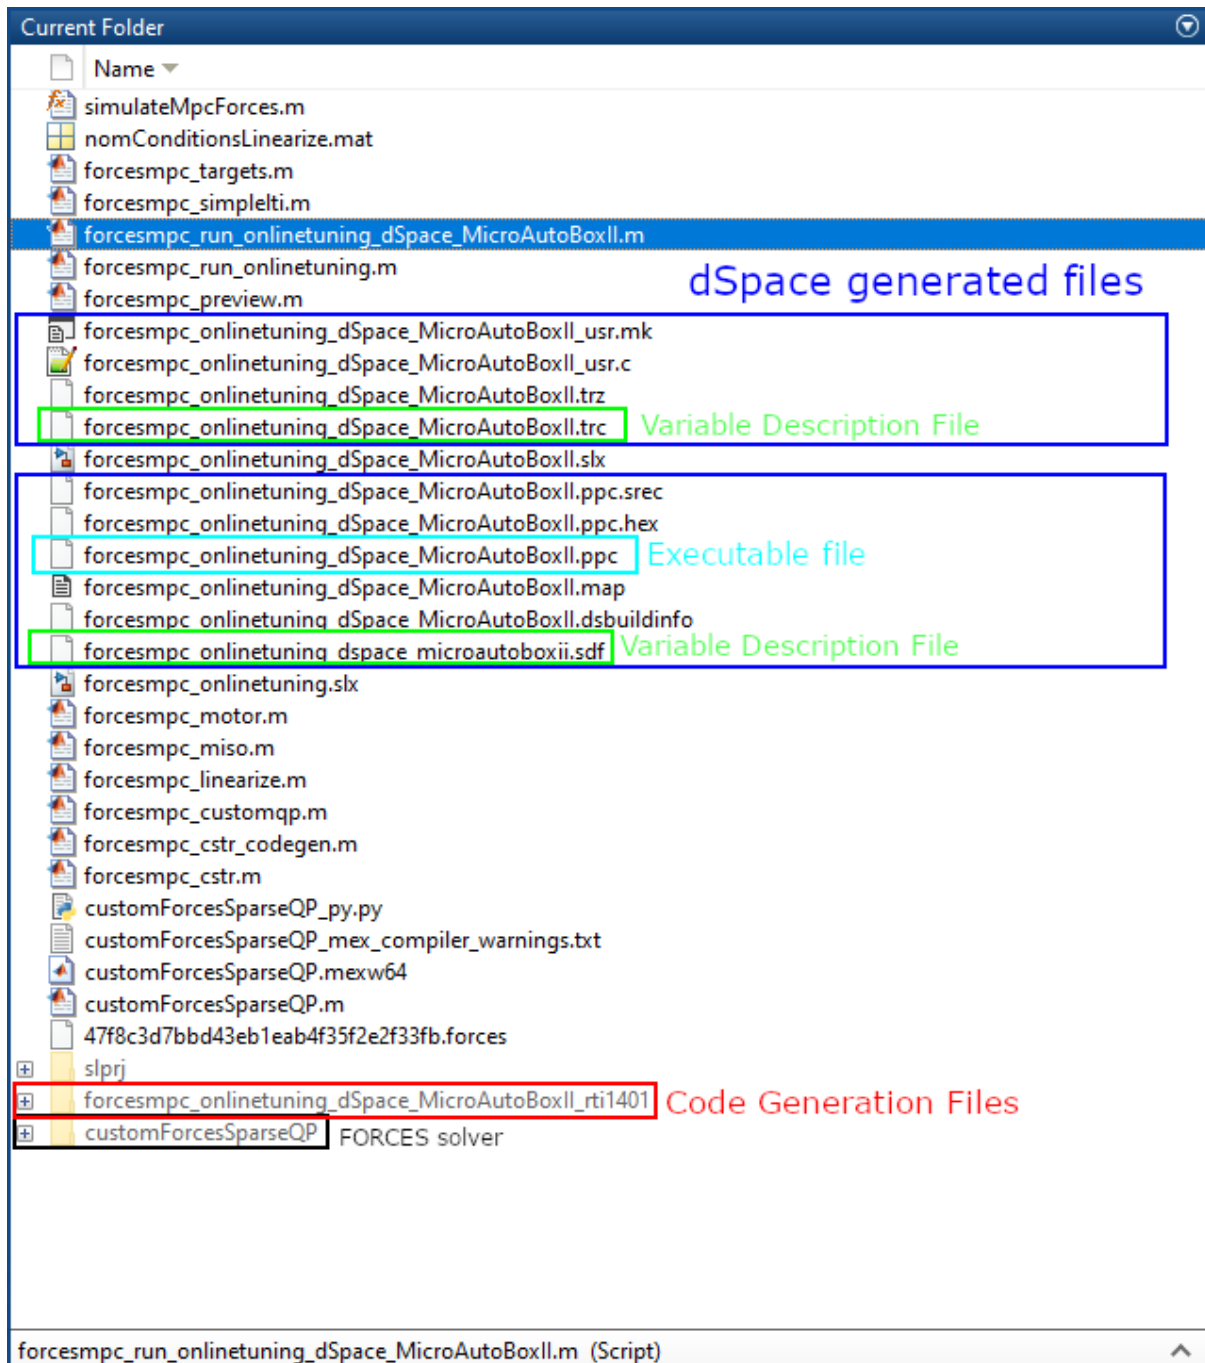 Current Folder
Name
simulateMpcForces.m
nomConditionsLinearize.mat
forcesmpc_targets.m
forcesmpc_simplelti.m
forcesmpc_run_onlinetuning_dSpace_MicroAutoBoxII.m
forcesmpc_run_onlinetuning.m
dSpace generated files
forcesmpc_preview.m
forcesmpc_onlinetuning_dSpace_MicroAutoBoxII_usr.mk
forcesmpc_onlinetuning_dSpace_MicroAutoBoxII_usr.c
forcesmpc_onlinetuning_dSpace_MicroAutoBoxII.trz
forcesmpc_onlinetuning_dSpace_MicroAutoBoxII.trc Variable Description File
forcesmpc_onlinetuning_dSpace_MicroAutoBoxII.slx
forcesmpc_onlinetuning_dSpace_MicroAutoBoxII.ppc.srec
forcesmpc_onlinetuning_dSpace_MicroAutoBoxII.ppc.hex
forcesmpc_onlinetuning_dSpace_MicroAutoBoxII.ppc Executable file
forcesmpc_onlinetuning_dSpace_MicroAutoBoxII.map
forcesmpc_onlinetuning_dSpace_MicroAutoBoxII.dsbuildinfo
forcesmpc_onlinetuning_dspace_microautoboxii.sdf Variable Description File
forcesmpc_onlinetuning.slx
forcesmpc_motor.m
forcesmpc_miso.m
forcesmpc_linearize.m
forcesmpc_customqp.m
forcesmpc_cstr_codegen.m
forcesmpc_cstr.m
customForcesSparseQP_py.py
customForcesSparseQP_mex_compiler_warnings.txt
customForcesSparseQP.mexw64
customForcesSparseQP.m
47f8c3d7bbd43eb1eab4f35f2e2f33fb.forces
slprj
forcesmpc_onlinetuning_dSpace_MicroAutoBoxII_rti1401 Code Generation Files
customForcesSparseQP FORCES solver
forcesmpc_run_onlinetuning_dSpace_MicroAutoBoxII.m (Script)